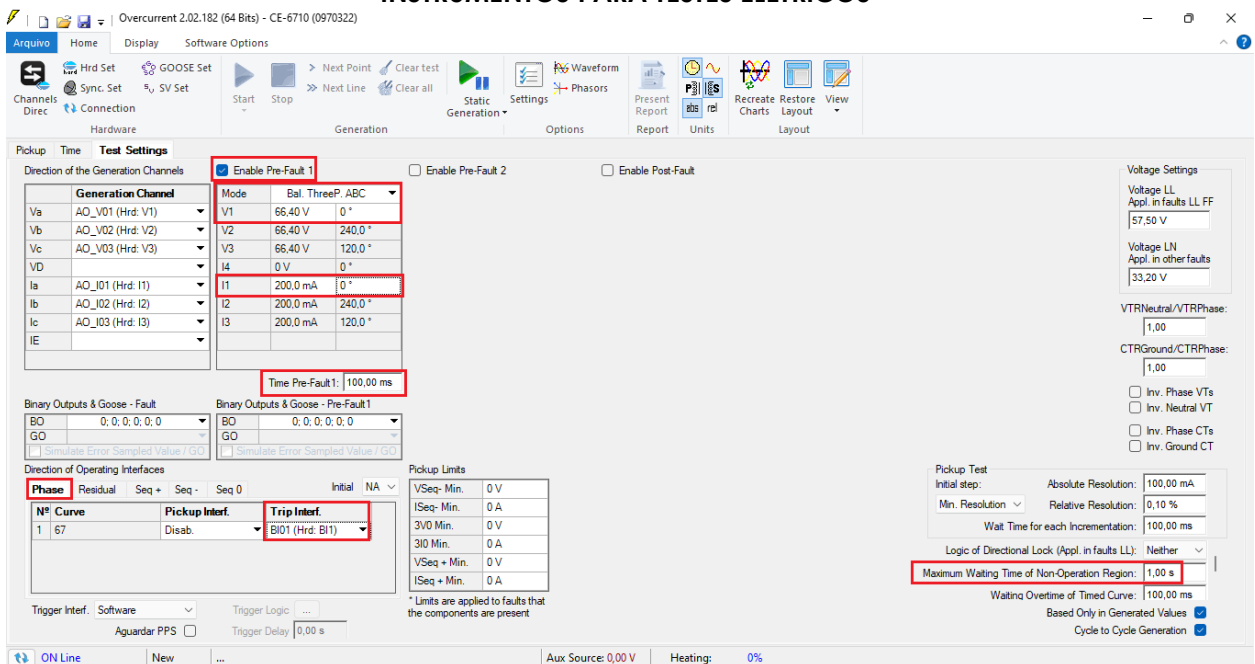 INSTRUMENTOS PARA TESTES ELÉTRICOS
Overcurrent 2.02.182 (64 Bits) - CE-6710 (0970322)
Arquivo Home Display Software Options
Channels Direc
Hrd Set
Sync. Set
Connection
GOOSE Set
SV Set
Hardware
Start
Stop
Next Point
Next Line
Clear test
Clear all
Static Generation
Generation
Settings
Waveform
Phasors
Options
Present Report
Report
abs rel
Units
Recreate Charts
Restore Layout
View
Layout
Pickup Time Test Settings
Direction of the Generation Channels
Generation Channel
Va AO_V01 (Hrd: V1)
Vb AO_V02 (Hrd: V2)
Vc AO_V03 (Hrd: V3)
VD
Ia AO_I01 (Hrd: I1)
Ib AO_I02 (Hrd: I2)
Ic AO_I03 (Hrd: I3)
IE
Enable Pre-Fault 1
Mode Bal. ThreeP. ABC
V1 66,40 V 0 °
V2 66,40 V 240,0 °
V3 66,40 V 120,0 °
I4 0 V 0 °
I1 200,0 mA 0 °
I2 200,0 mA 240,0 °
I3 200,0 mA 120,0 °
Time Pre-Fault1: 100,00 ms
Enable Pre-Fault 2
Enable Post-Fault
Voltage Settings
Voltage LL
Appl. in faults LL FF
57,50 V
Voltage LN
Appl. in other faults
33,20 V
VTRNeutral/VTRPhase:
1,00
CTRGround/CTRPhase:
1,00
Inv. Phase VTs
Inv. Neutral VT
Inv. Phase CTs
Inv. Ground CT
Binary Outputs & Goose - Fault
BO 0; 0; 0; 0; 0; 0
GO
Simulate Error Sampled Value / GO
Binary Outputs & Goose - Pre-Fault1
BO 0; 0; 0; 0; 0; 0
GO
Simulate Error Sampled Value / GO
Direction of Operating Interfaces
Phase Residual Seq + Seq - Seq 0 Initial NA
Nº Curve Pickup Interf. Trip Interf.
1 67 Disab. BI01 (Hrd: BI1)
Trigger Interf. Software
Trigger Logic ...
Aguardar PPS
Trigger Delay 0,00 s
Pickup Limits
VSeq- Min. 0 V
ISeq- Min. 0 A
3V0 Min. 0 V
3I0 Min. 0 A
VSeq + Min. 0 V
ISeq + Min. 0 A
* Limits are applied to faults that
the components are present
Pickup Test
Initial step:
Min. Resolution
Absolute Resolution: 100,00 mA
Relative Resolution: 0,10 %
Wait Time for each Incrementation: 100,00 ms
Logic of Directional Lock (Appl. in faults LL): Neither
Maximum Waiting Time of Non-Operation Region: 1,00 s
Waiting Overtime of Timed Curve: 100,00 ms
Based Only in Generated Values
Cycle to Cycle Generation
ON Line New ... Aux Source: 0,00 V Heating: 0%